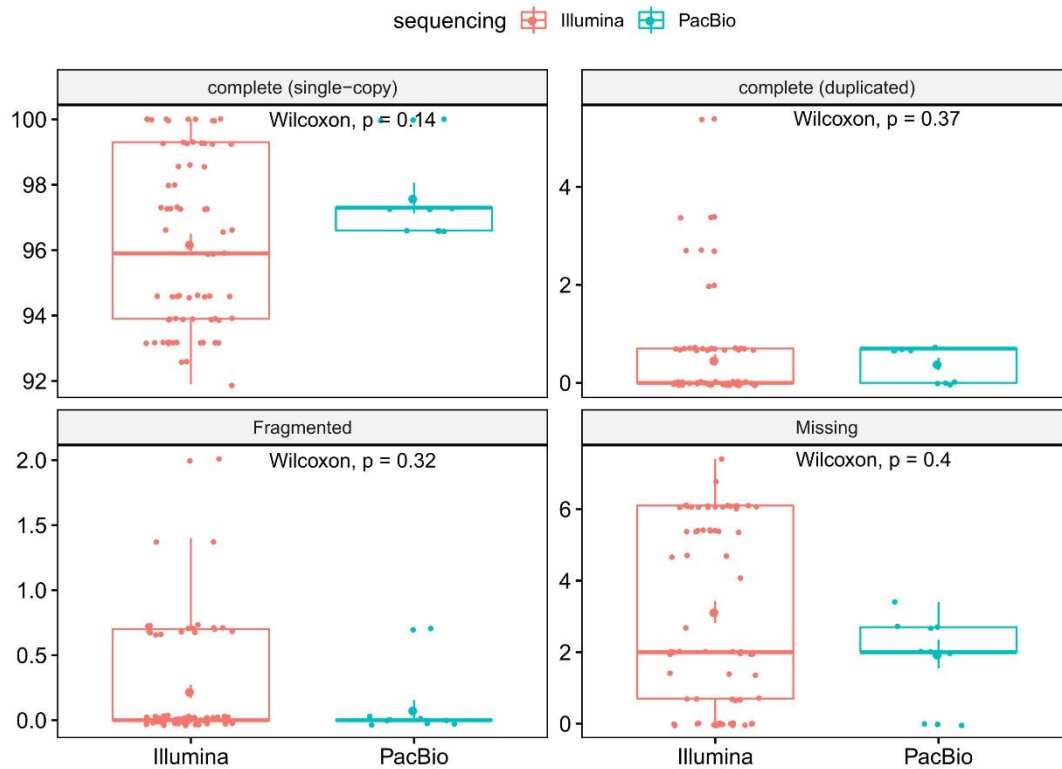 sequencing Illumina PacBio
complete (single−copy) complete (duplicated)
Wilcoxon, p = 0.14 Wilcoxon, p = 0.37
100
98
96
94
92
4
2
0
Fragmented Missing
Wilcoxon, p = 0.32 Wilcoxon, p = 0.4
2.0
1.5
1.0
0.5
0.0
6
4
2
0
Illumina PacBio Illumina PacBio